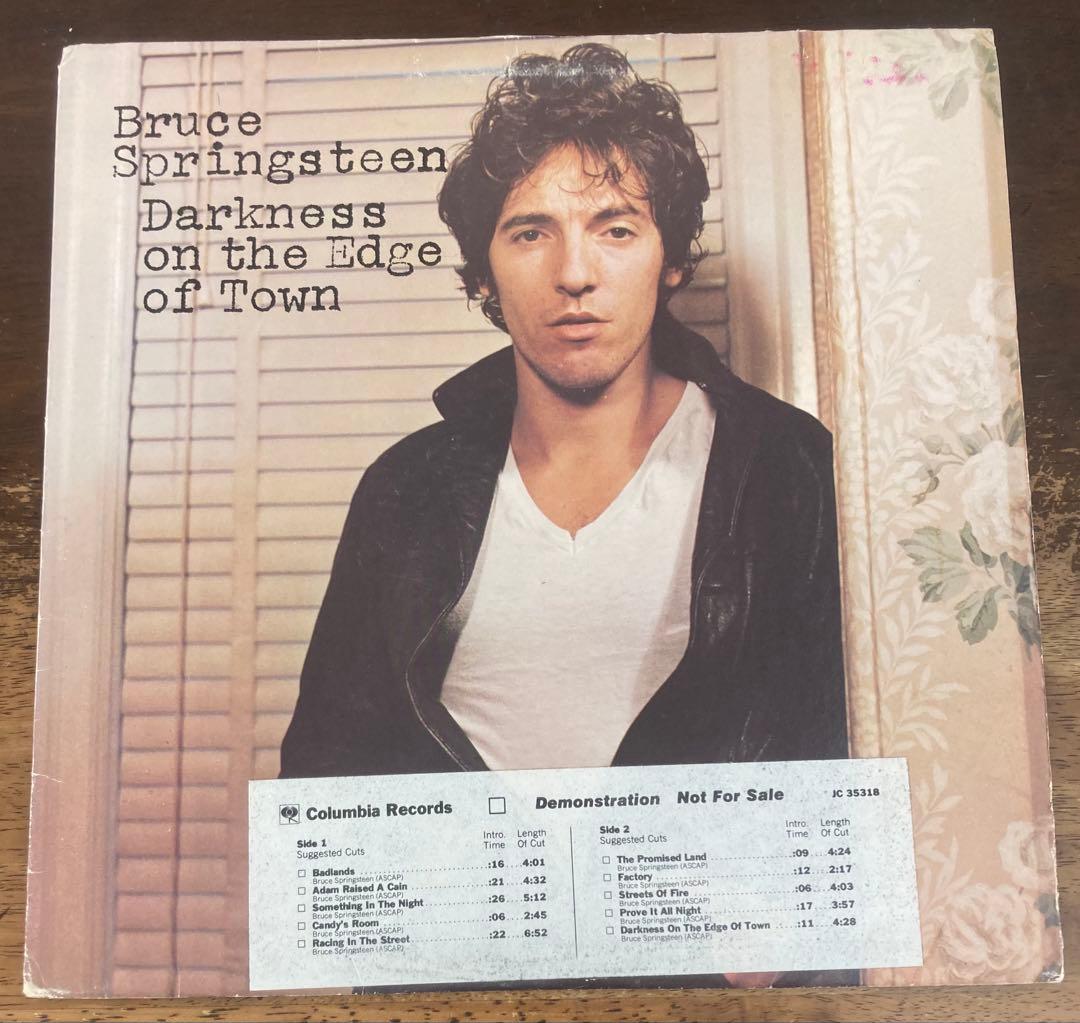 Bruce
Springsteen
Darkness
on the Edge
of Town
Columbia Records
Demonstration Not For Sale
JC 35318
Side 1
Suggested Cuts
Intro. Time
Length Of Cut
Badlands :16 4:01
Bruce Springsteen (ASCAP)
Adam Raised A Cain :21 4:32
Bruce Springsteen (ASCAP)
Something In The Night :26 5:12
Bruce Springsteen (ASCAP)
Candy's Room :06 2:45
Bruce Springsteen (ASCAP)
Racing In The Street :22 6:52
Bruce Springsteen (ASCAP)
Side 2
Suggested Cuts
Intro. Time
Length Of Cut
The Promised Land :09 4:24
Bruce Springsteen (ASCAP)
Factory :12 2:17
Bruce Springsteen (ASCAP)
Streets Of Fire :06 4:03
Bruce Springsteen (ASCAP)
Prove It All Night :17 3:57
Bruce Springsteen (ASCAP)
Darkness On The Edge Of Town :11 4:28
Bruce Springsteen (ASCAP)